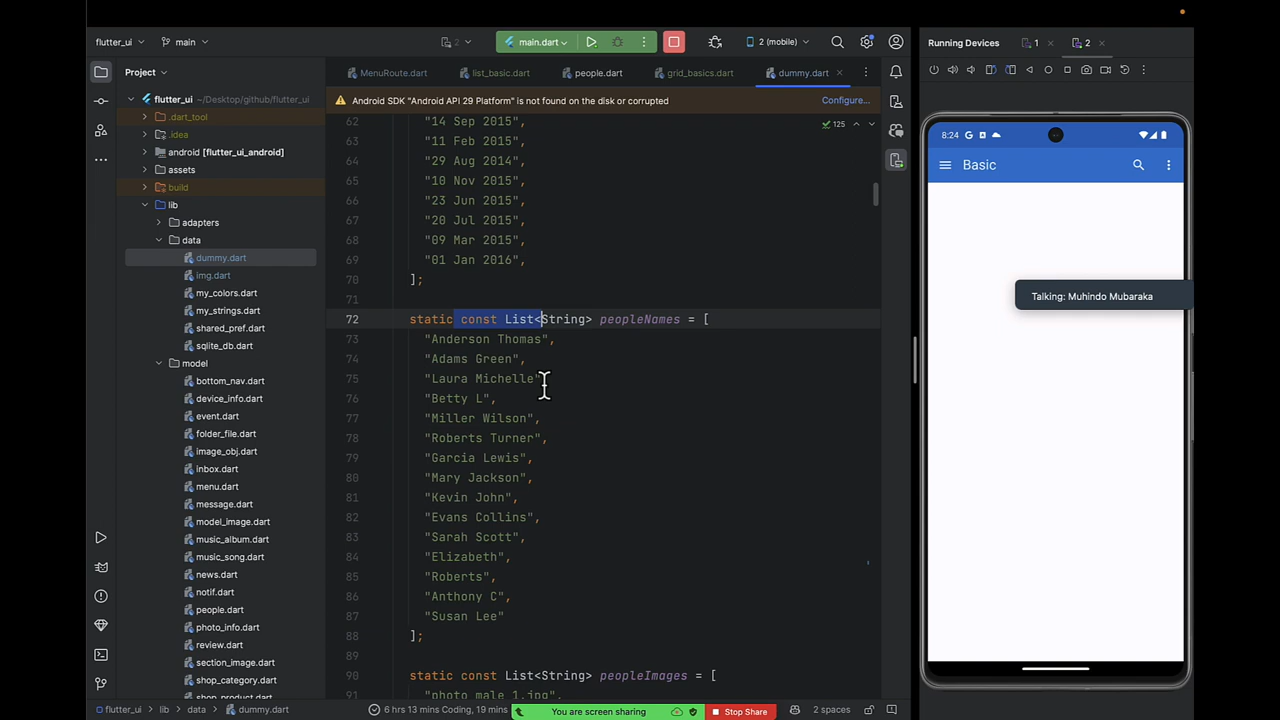 flutter_ui
main
2
main.dart
2 (mobile)
Running Devices
1
2
Project
MenuRoute.dart
list_basic.dart
people.dart
grid_basics.dart
dummy.dart
flutter_ui ~/Desktop/github/flutter_ui
.dart_tool
.idea
android [flutter_ui_android]
assets
build
lib
adapters
data
dummy.dart
img.dart
my_colors.dart
my_strings.dart
shared_pref.dart
sqlite_db.dart
model
bottom_nav.dart
device_info.dart
event.dart
folder_file.dart
image_obj.dart
inbox.dart
menu.dart
message.dart
model_image.dart
music_album.dart
music_song.dart
news.dart
notif.dart
people.dart
photo_info.dart
review.dart
section_image.dart
shop_category.dart
shop_product.dart
Android SDK "Android API 29 Platform" is not found on the disk or corrupted
Configure...
125
62 "14 Sep 2015",
63 "11 Feb 2015",
64 "29 Aug 2014",
65 "10 Nov 2015",
66 "23 Jun 2015",
67 "20 Jul 2015",
68 "09 Mar 2015",
69 "01 Jan 2016",
70 ];
71
72 static const List<String> peopleNames = [
73 "Anderson Thomas",
74 "Adams Green",
75 "Laura Michelle",
76 "Betty L",
77 "Miller Wilson",
78 "Roberts Turner",
79 "Garcia Lewis",
80 "Mary Jackson",
81 "Kevin John",
82 "Evans Collins",
83 "Sarah Scott",
84 "Elizabeth",
85 "Roberts",
86 "Anthony C",
87 "Susan Lee"
88 ];
89
90 static const List<String> peopleImages = [
91 "photo_male_1.jpg",
8:24 G
Basic
Talking: Muhindo Mubaraka
flutter_ui > lib > data > dummy.dart
6 hrs 13 mins Coding, 19 mins
You are screen sharing
Stop Share
2 spaces